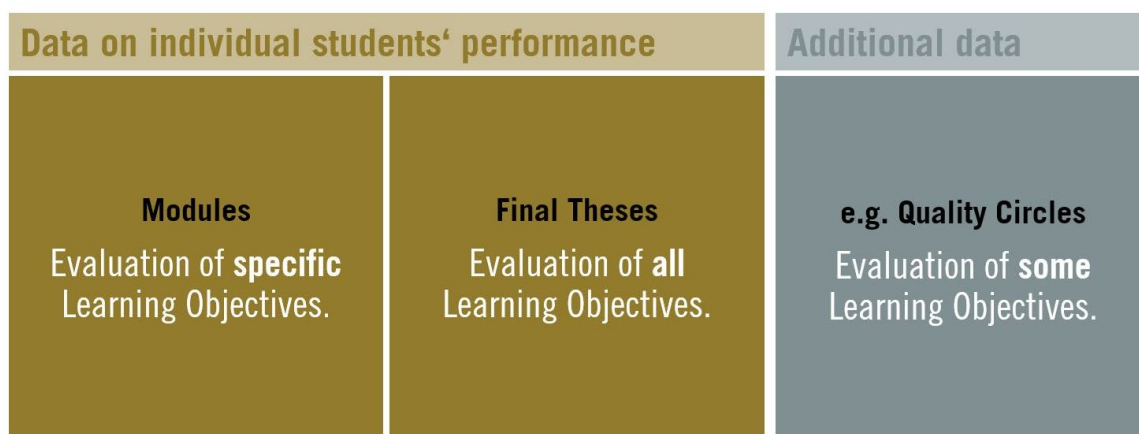 Data on individual students‘ performance
Additional data
Modules
Evaluation of specific
Learning Objectives.
Final Theses
Evaluation of all
Learning Objectives.
e.g. Quality Circles
Evaluation of some
Learning Objectives.